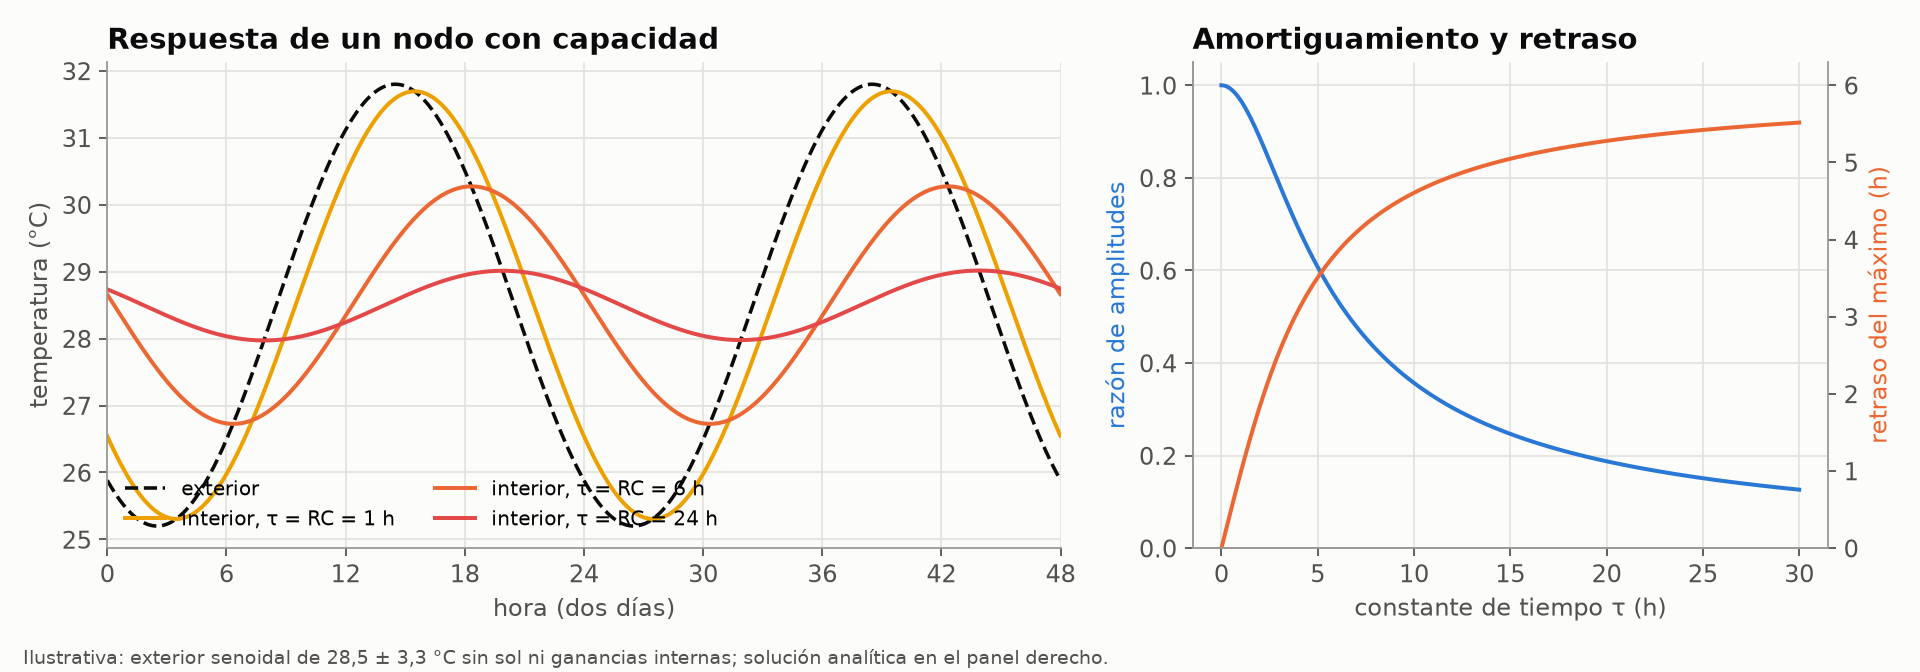 Respuesta de un nodo con capacidad
32
31
30
29
28
27
26
25
temperatura (°C)
exterior
interior, τ = RC = 1 h
interior, τ = RC = 6 h
interior, τ = RC = 24 h
0 6 12 18 24 30 36 42 48
hora (dos días)
Amortiguamiento y retraso
1.0
0.8
0.6
0.4
0.2
0.0
razón de amplitudes
6
5
4
3
2
1
0
retraso del máximo (h)
0 5 10 15 20 25 30
constante de tiempo τ (h)
Ilustrativa: exterior senoidal de 28,5 ± 3,3 °C sin sol ni ganancias internas; solución analítica en el panel derecho.